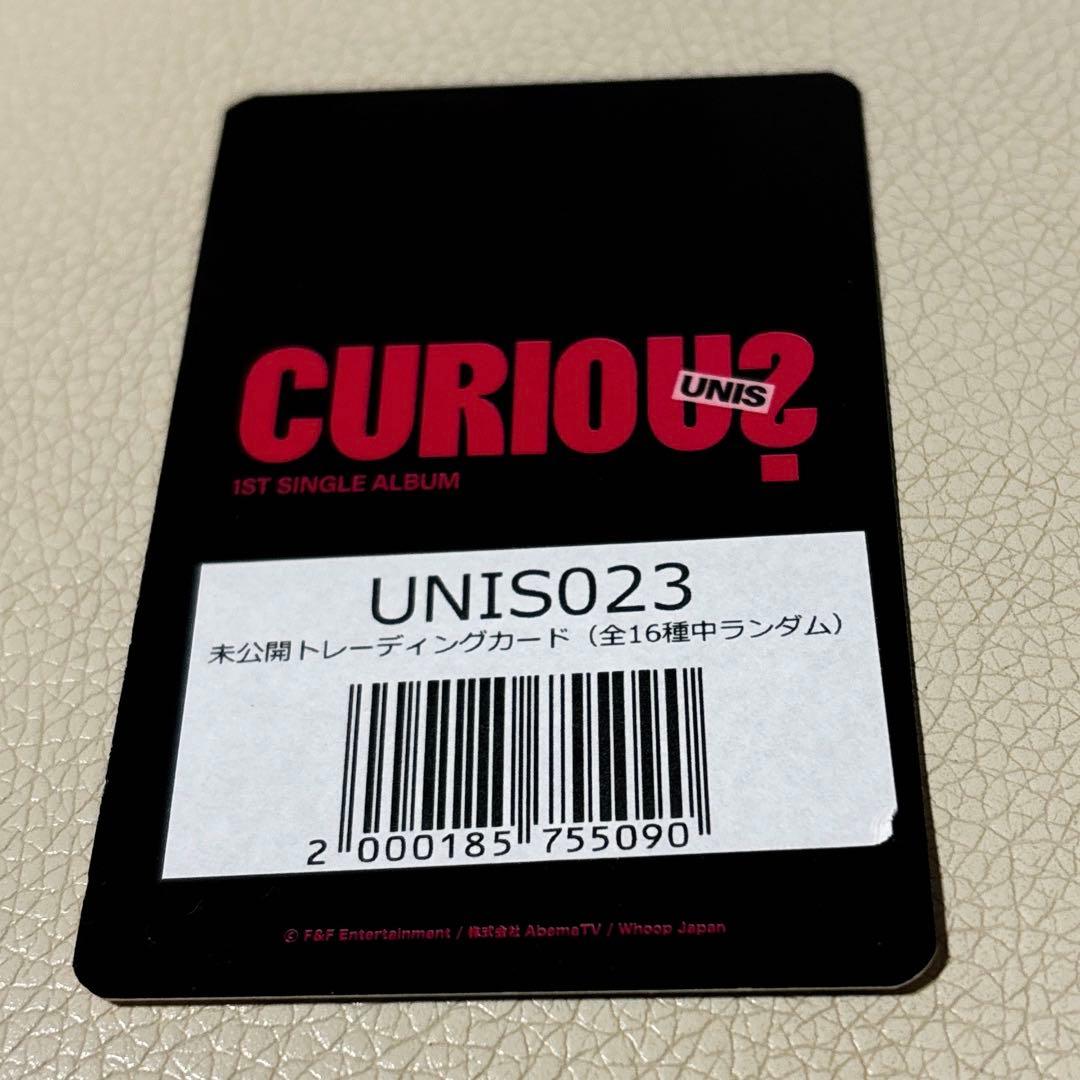 CURIOU?
UNIS
1ST SINGLE ALBUM
UNIS023
未公開トレーディングカード（全16種中ランダム）
2 000185 755090
© F&F Entertainment / 株式会社 AbemaTV / Whoop Japan